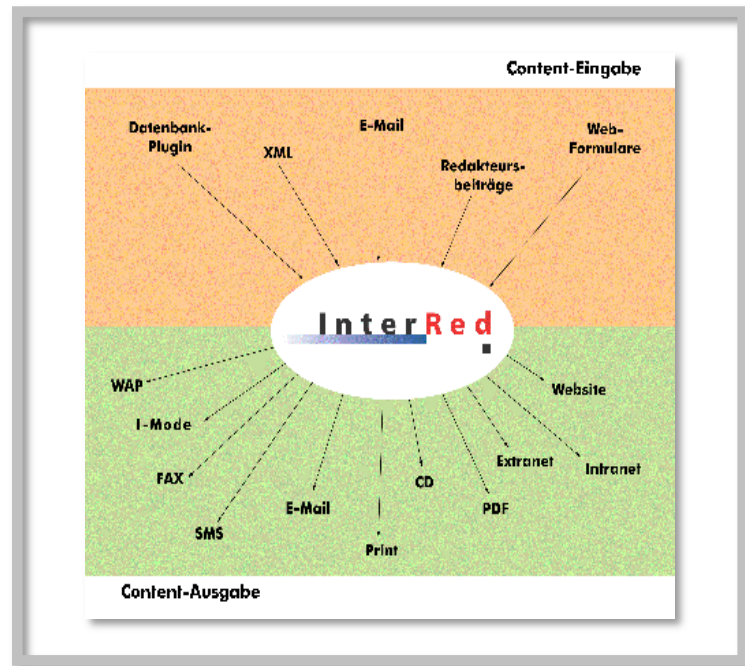 Content-Eingabe
E-Mail
Datenbank-
Plugin
XML
Web-
Formulare
Redakteurs-
beiträge
InterRed
WAP
Website
I-Mode
Extranet
Intranet
FAX
CD
E-Mail
PDF
SMS
Print
Content-Ausgabe